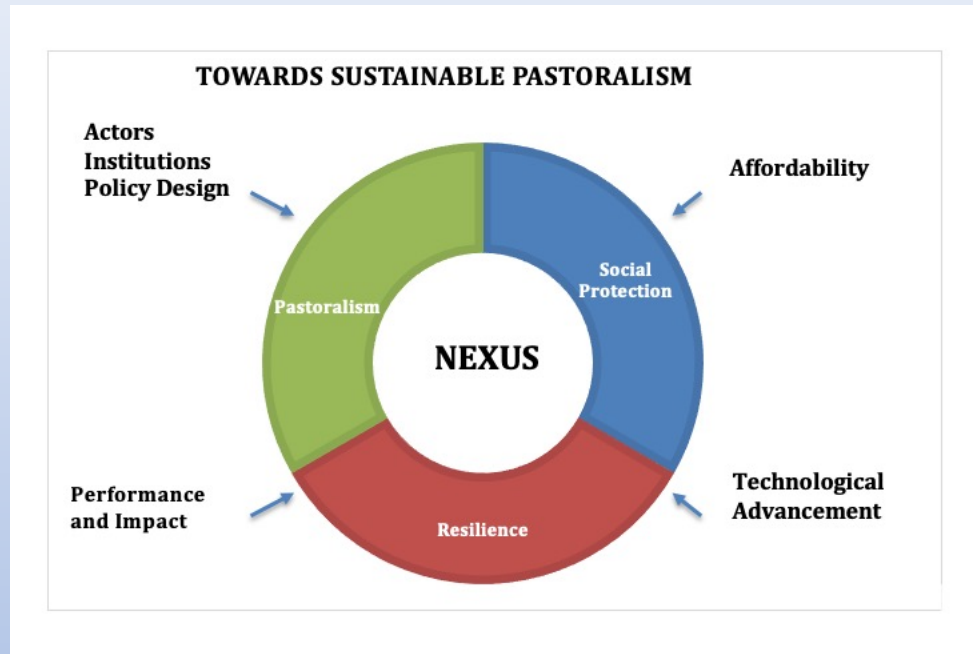 TOWARDS SUSTAINABLE PASTORALISM
Actors
Institutions
Policy Design
Affordability
Social
Protection
Pastoralism
NEXUS
Performance
and Impact
Technological
Advancement
Resilience